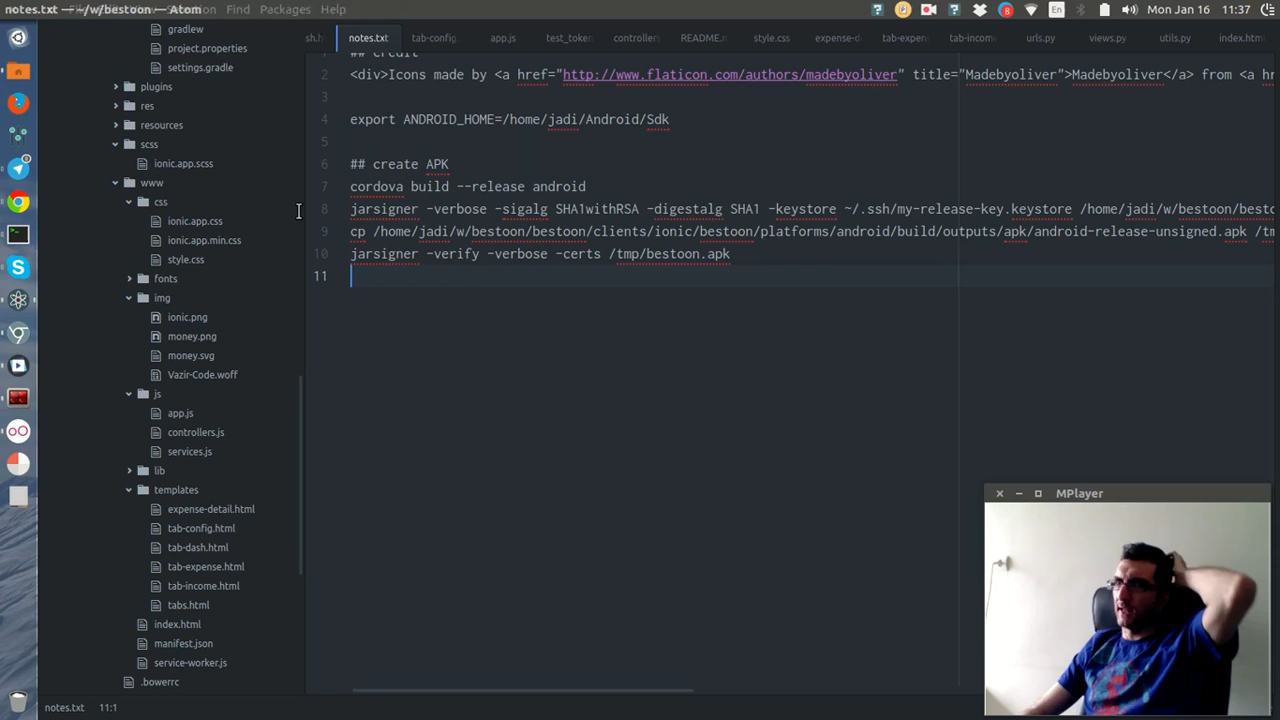 notes.txt — ~/w/bestoon — Atom
Selection
Find
Packages
Help
En
8
Mon Jan 16
11:37
sh.h
notes.txt
tab-config.
app.js
test_token
controller
README.n
style.css
expense-d
tab-expen
tab-incom
urls.py
views.py
utils.py
index.htm
gradlew
project.properties
settings.gradle
plugins
res
resources
scss
ionic.app.scss
www
css
ionic.app.css
ionic.app.min.css
style.css
fonts
img
ionic.png
money.png
money.svg
Vazir-Code.woff
js
app.js
controllers.js
services.js
lib
templates
expense-detail.html
tab-config.html
tab-dash.html
tab-expense.html
tab-income.html
tabs.html
index.html
manifest.json
service-worker.js
.bowerrc
1 ## credit
2 <div>Icons made by <a href="http://www.flaticon.com/authors/madebyoliver" title="Madebyoliver">Madebyoliver</a> from <a hr
3
4 export ANDROID_HOME=/home/jadi/Android/Sdk
5
6 ## create APK
7 cordova build --release android
8 jarsigner -verbose -sigalg SHA1withRSA -digestalg SHA1 -keystore ~/.ssh/my-release-key.keystore /home/jadi/w/bestoon/besto
9 cp /home/jadi/w/bestoon/bestoon/clients/ionic/bestoon/platforms/android/build/outputs/apk/android-release-unsigned.apk /tm
10 jarsigner -verify -verbose -certs /tmp/bestoon.apk
11
MPlayer
notes.txt
11:1